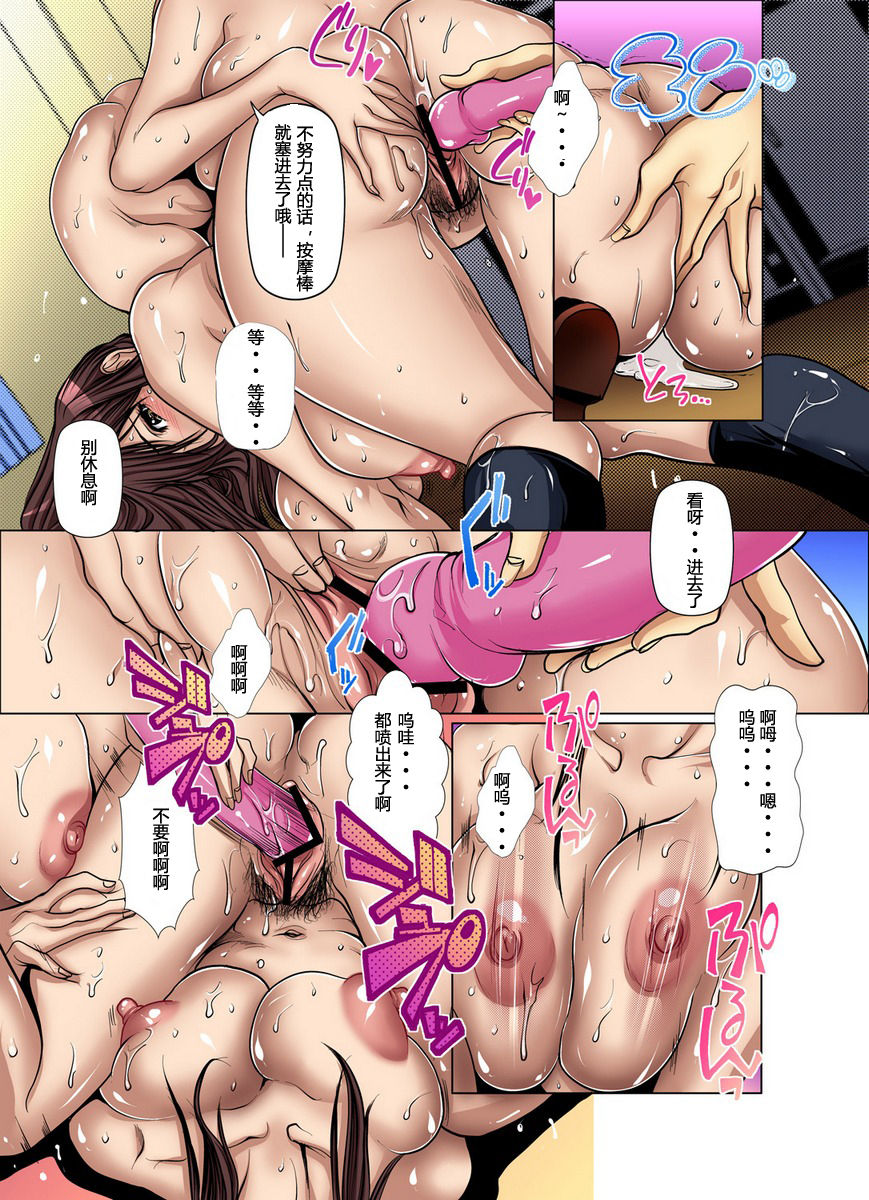 啊~・・・
不努力点的话，按摩棒
就塞进去了哦——
等・・等等・・
别休息啊
ぐり♥
ぐり♥
とろ…
看呀・・进去了
啊啊啊
呜哇・・・
都喷出来了啊
不要啊啊啊
啊呣・・・嗯・・・
呜呜・・・
啊呜・・・
ぷるんっ
ぷるんっ